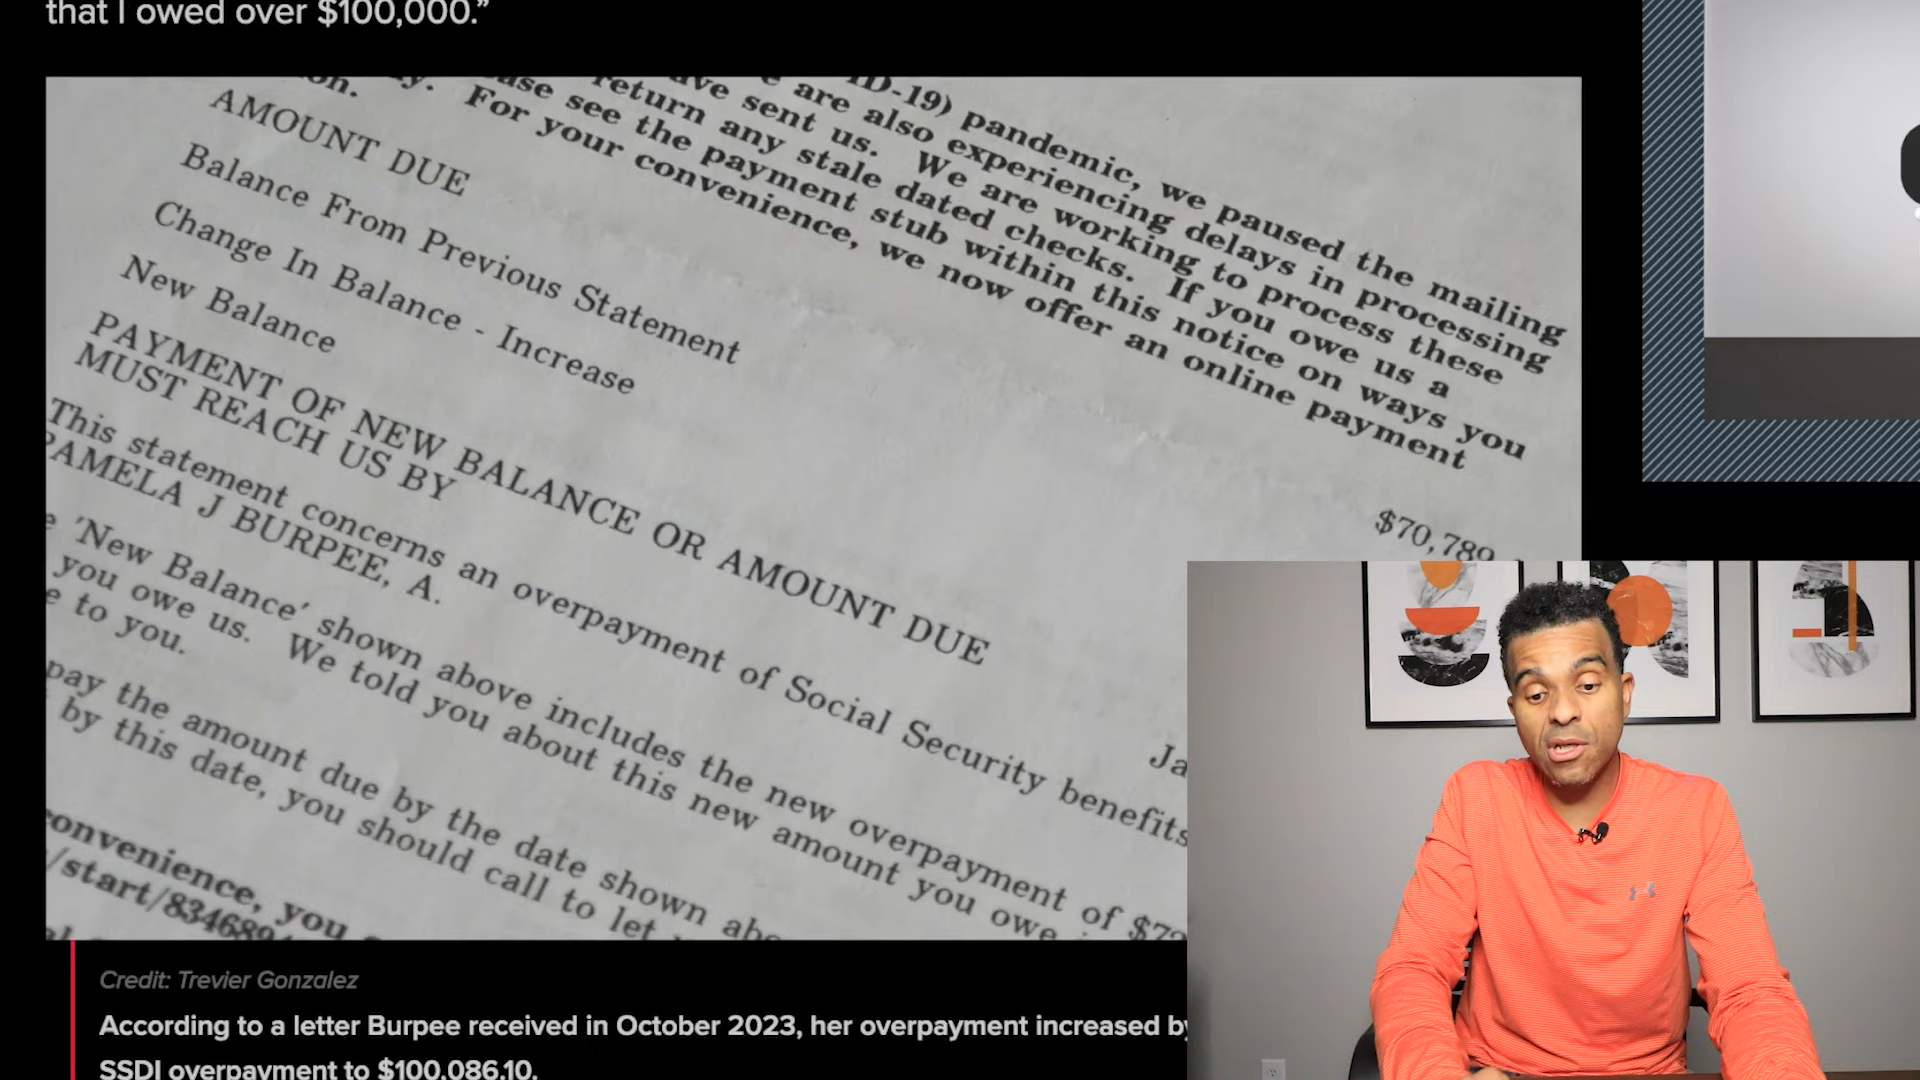 that I owed over $100,000.”
ID-19) pandemic, we paused the mailing
are also experiencing delays in processing
have sent us. We are working to process these
return any stale dated checks. If you owe us a
see the payment stub within this notice on ways you
For your convenience, we now offer an online payment
AMOUNT DUE
Balance From Previous Statement
$70,789
Change In Balance - Increase
New Balance
PAYMENT OF NEW BALANCE OR AMOUNT DUE
MUST REACH US BY
This statement concerns an overpayment of Social Security benefits
PAMELA J BURPEE, A.
'New Balance' shown above includes the new overpayment of
you owe us. We told you about this new amount you owe
to you.
pay the amount due by the date shown
by this date, you should call to let
convenience, you
/start/834689
Credit: Trevier Gonzalez
According to a letter Burpee received in October 2023, her overpayment increased by
SSDI overpayment to $100,086.10.